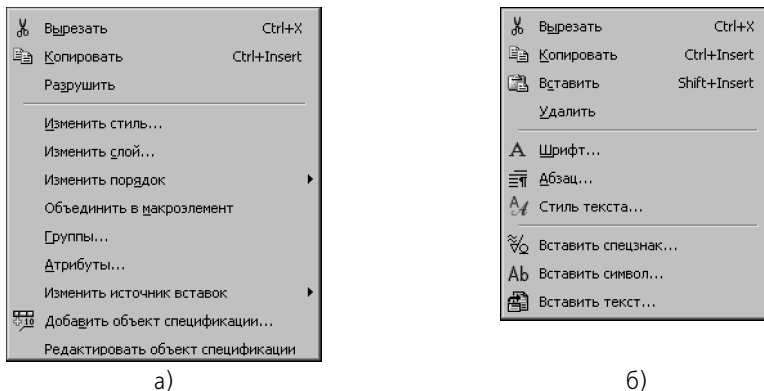 Вырезать Ctrl+X
Копировать Ctrl+Insert
Разрушить
Изменить стиль...
Изменить слой...
Изменить порядок
Объединить в макроэлемент
Группы...
Атрибуты...
Изменить источник вставок
Добавить объект спецификации...
Редактировать объект спецификации
а)
Вырезать Ctrl+X
Копировать Ctrl+Insert
Вставить Shift+Insert
Удалить
Шрифт...
Абзац...
Стиль текста...
Вставить спецзнак...
Вставить символ...
Вставить текст...
б)